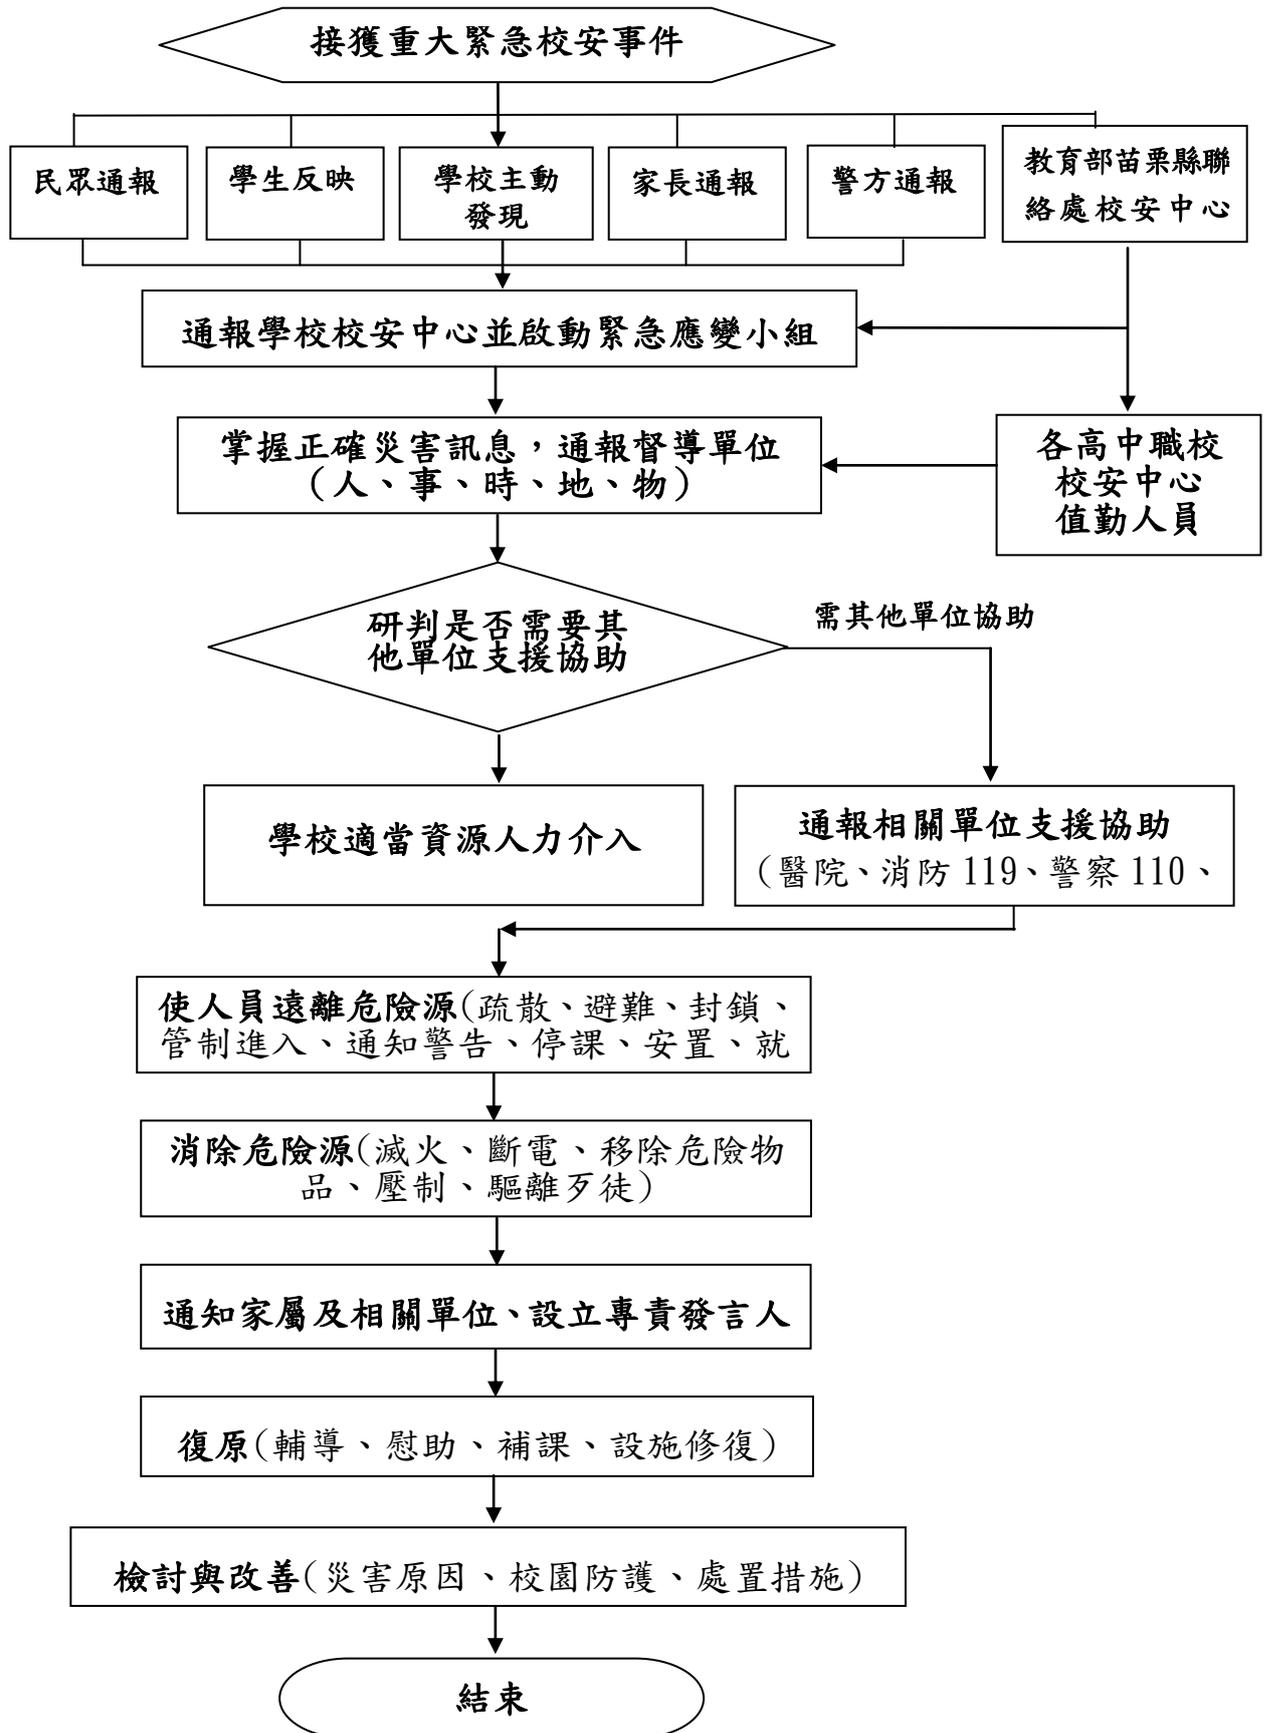 接獲重大緊急校安事件
民眾通報
學生反映
學校主動
發現
家長通報
警方通報
教育部苗栗縣聯
絡處校安中心
通報學校校安中心並啟動緊急應變小組
掌握正確災害訊息，通報督導單位
（人、事、時、地、物）
各高中職校
校安中心
值勤人員
研判是否需要其
他單位支援協助
需其他單位協助
學校適當資源人力介入
通報相關單位支援協助
（醫院、消防 119、警察 110、
使人員遠離危險源(疏散、避難、封鎖、
管制進入、通知警告、停課、安置、就
消除危險源(滅火、斷電、移除危險物
品、壓制、驅離歹徒)
通知家屬及相關單位、設立專責發言人
復原(輔導、慰助、補課、設施修復)
檢討與改善(災害原因、校園防護、處置措施)
結束